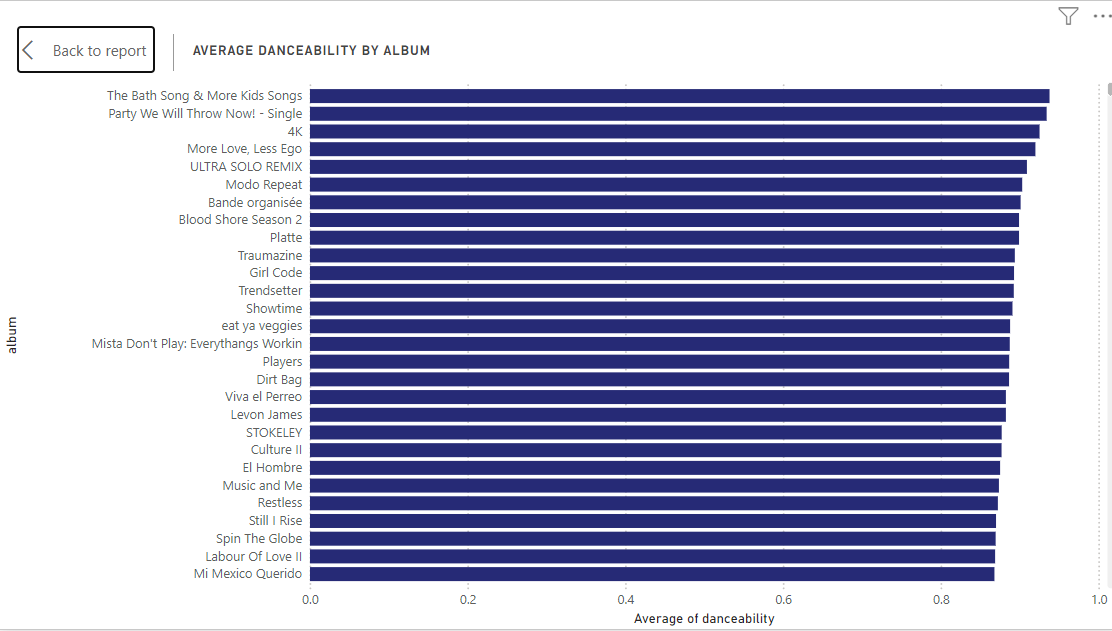 Back to report
AVERAGE DANCEABILITY BY ALBUM
album
The Bath Song & More Kids Songs
Party We Will Throw Now! - Single
4K
More Love, Less Ego
ULTRA SOLO REMIX
Modo Repeat
Bande organisée
Blood Shore Season 2
Platte
Traumazine
Girl Code
Trendsetter
Showtime
eat ya veggies
Mista Don't Play: Everythangs Workin
Players
Dirt Bag
Viva el Perreo
Levon James
STOKELEY
Culture II
El Hombre
Music and Me
Restless
Still I Rise
Spin The Globe
Labour Of Love II
Mi Mexico Querido
0.0 0.2 0.4 0.6 0.8 1.0
Average of danceability